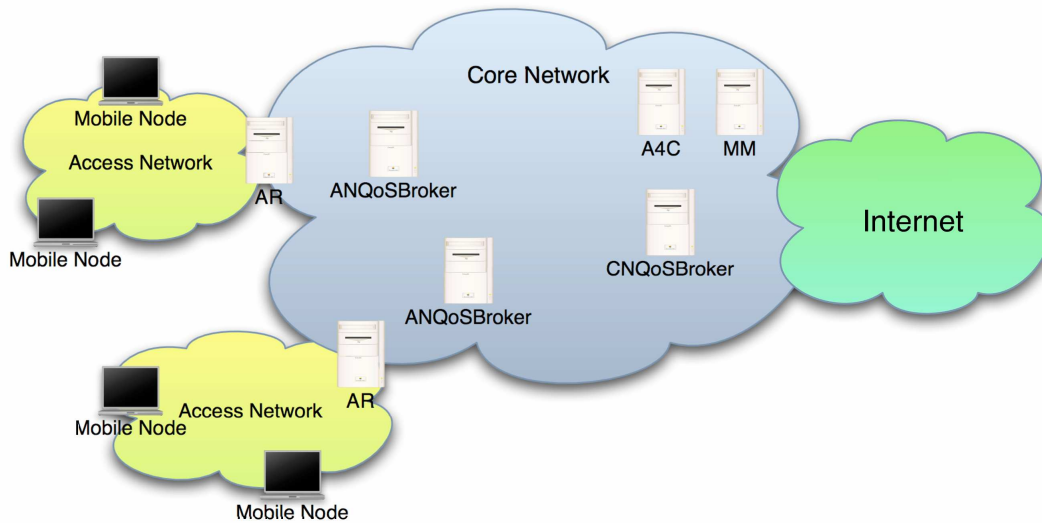 Core Network
Mobile Node
Access Network
AR
ANQoSBroker
A4C
MM
Internet
Mobile Node
CNQoSBroker
ANQoSBroker
AR
Access Network
Mobile Node
Mobile Node